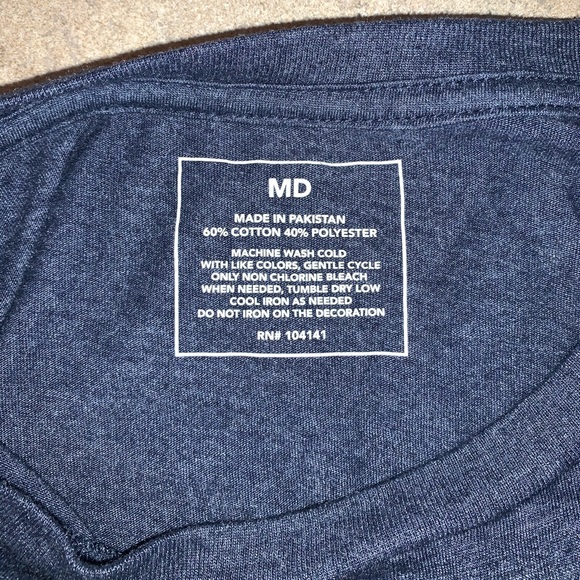 MD
MADE IN PAKISTAN
60% COTTON 40% POLYESTER
MACHINE WASH COLD
WITH LIKE COLORS, GENTLE CYCLE
ONLY NON CHLORINE BLEACH
WHEN NEEDED, TUMBLE DRY LOW
COOL IRON AS NEEDED
DO NOT IRON ON THE DECORATION
RN# 104141